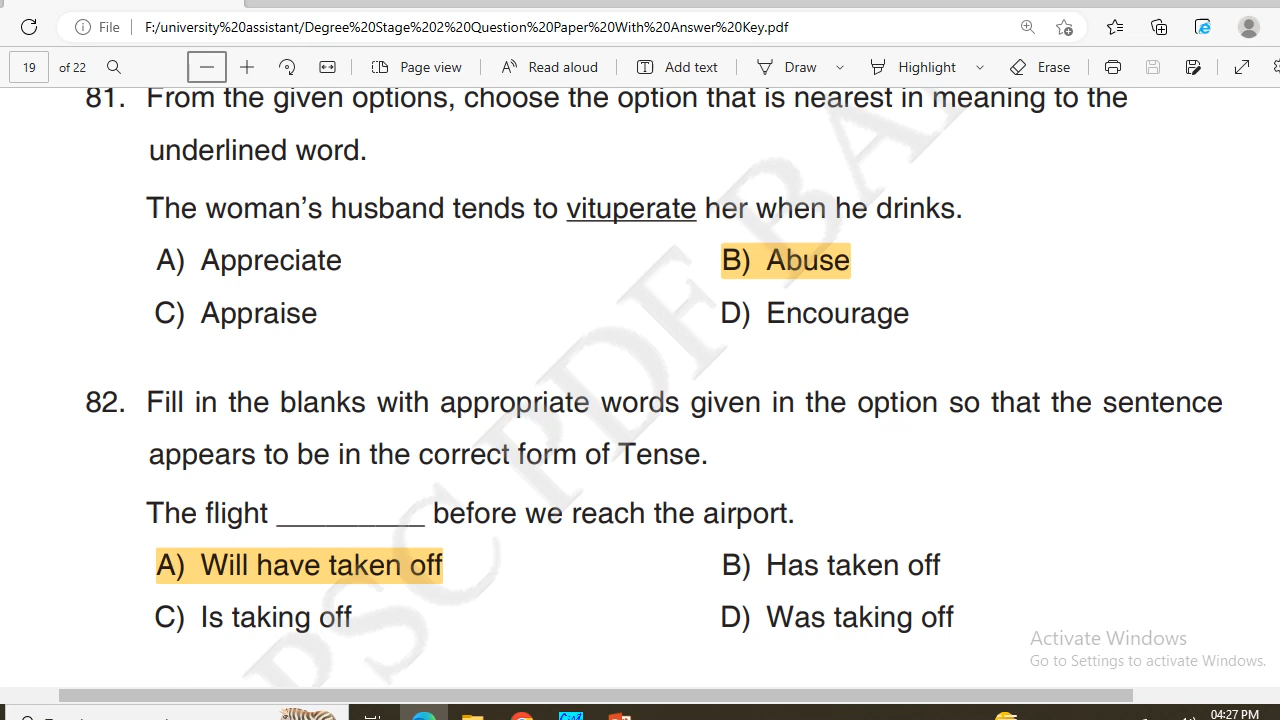 File | F:/university%20assistant/Degree%20Stage%202%20Question%20Paper%20With%20Answer%20Key.pdf
19 of 22 Page view Read aloud Add text Draw Highlight Erase
81. From the given options, choose the option that is nearest in meaning to the
underlined word.
The woman's husband tends to vituperate her when he drinks.
A) Appreciate B) Abuse
C) Appraise D) Encourage
82. Fill in the blanks with appropriate words given in the option so that the sentence
appears to be in the correct form of Tense.
The flight _________ before we reach the airport.
A) Will have taken off B) Has taken off
C) Is taking off D) Was taking off
PSC PDF
Activate Windows
Go to Settings to activate Windows.
04:27 PM